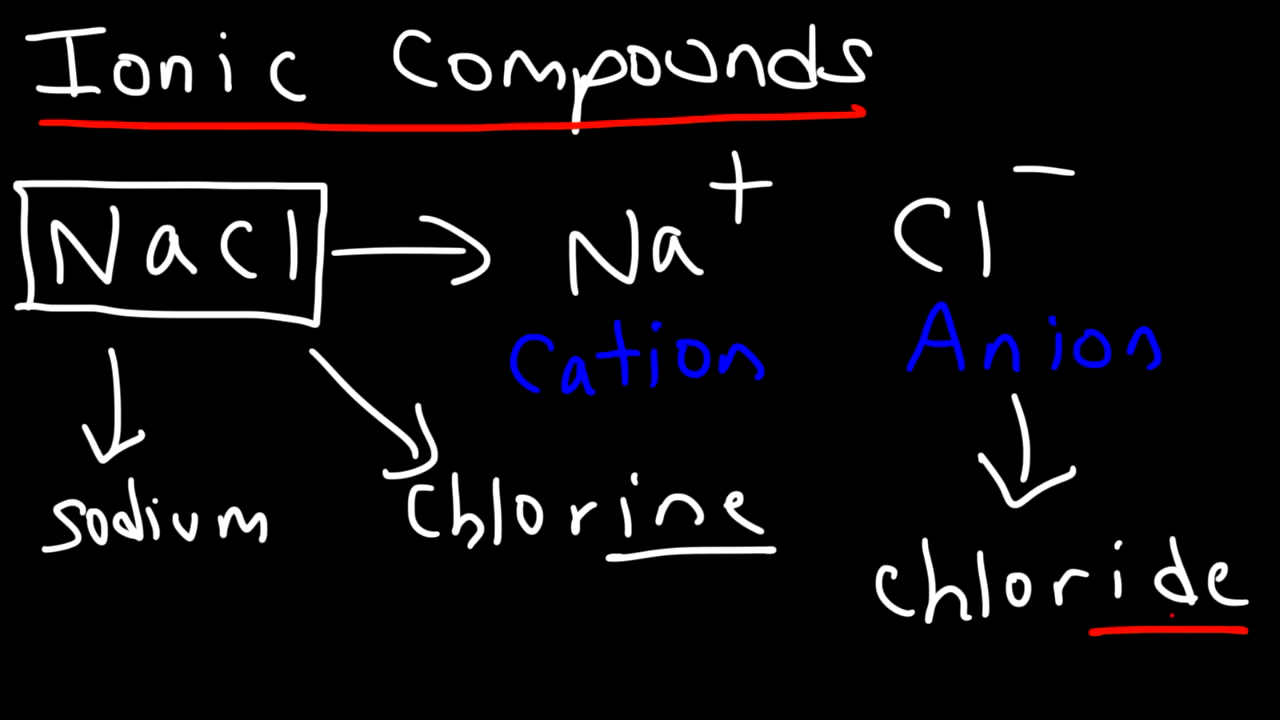 Ionic Compounds
NaCl → Na⁺ Cl⁻
Cation Anion
sodium Chlorine
chloride